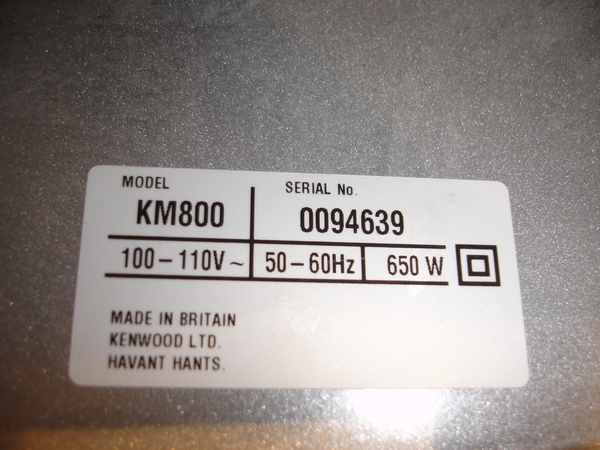 MODEL SERIAL No.
KM800 0094639
100-110V~ 50-60Hz 650 W
MADE IN BRITAIN
KENWOOD LTD.
HAVANT HANTS.